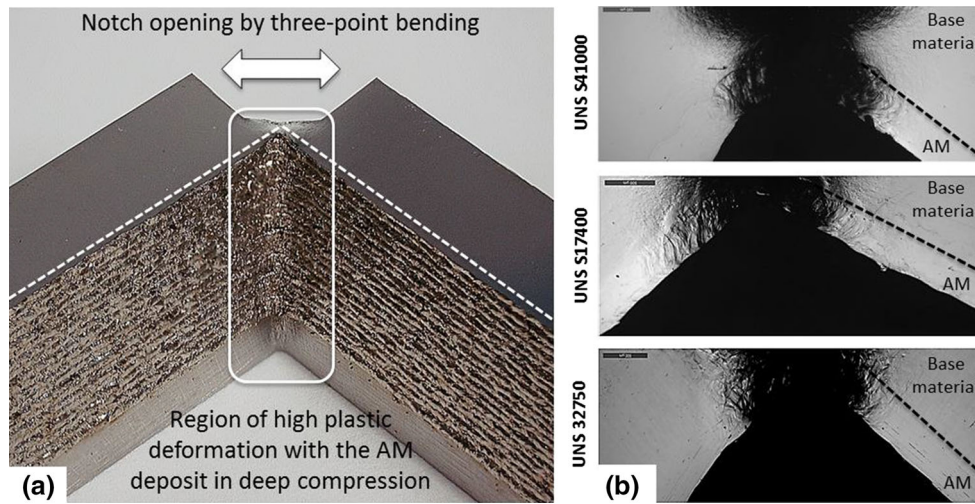 Notch opening by three-point bending
Region of high plastic
deformation with the AM
deposit in deep compression
(a)
UNS S41000
Base
materia
AM
UNS S17400
Base
materia
AM
UNS 32750
Base
materia
AM
(b)